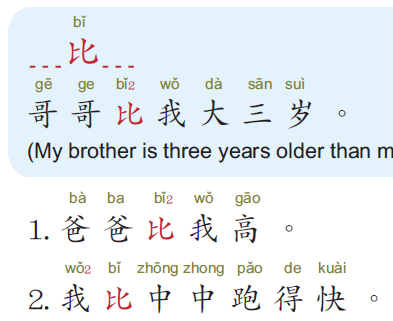 bǐ
---比---
gē ge bǐ2 wǒ dà sān suì
哥哥比我大三岁。
(My brother is three years older than m
bà ba bǐ2 wǒ gāo
1. 爸爸比我高。
wǒ2 bǐ zhōng zhong pǎo de kuài
2. 我比中中跑得快。